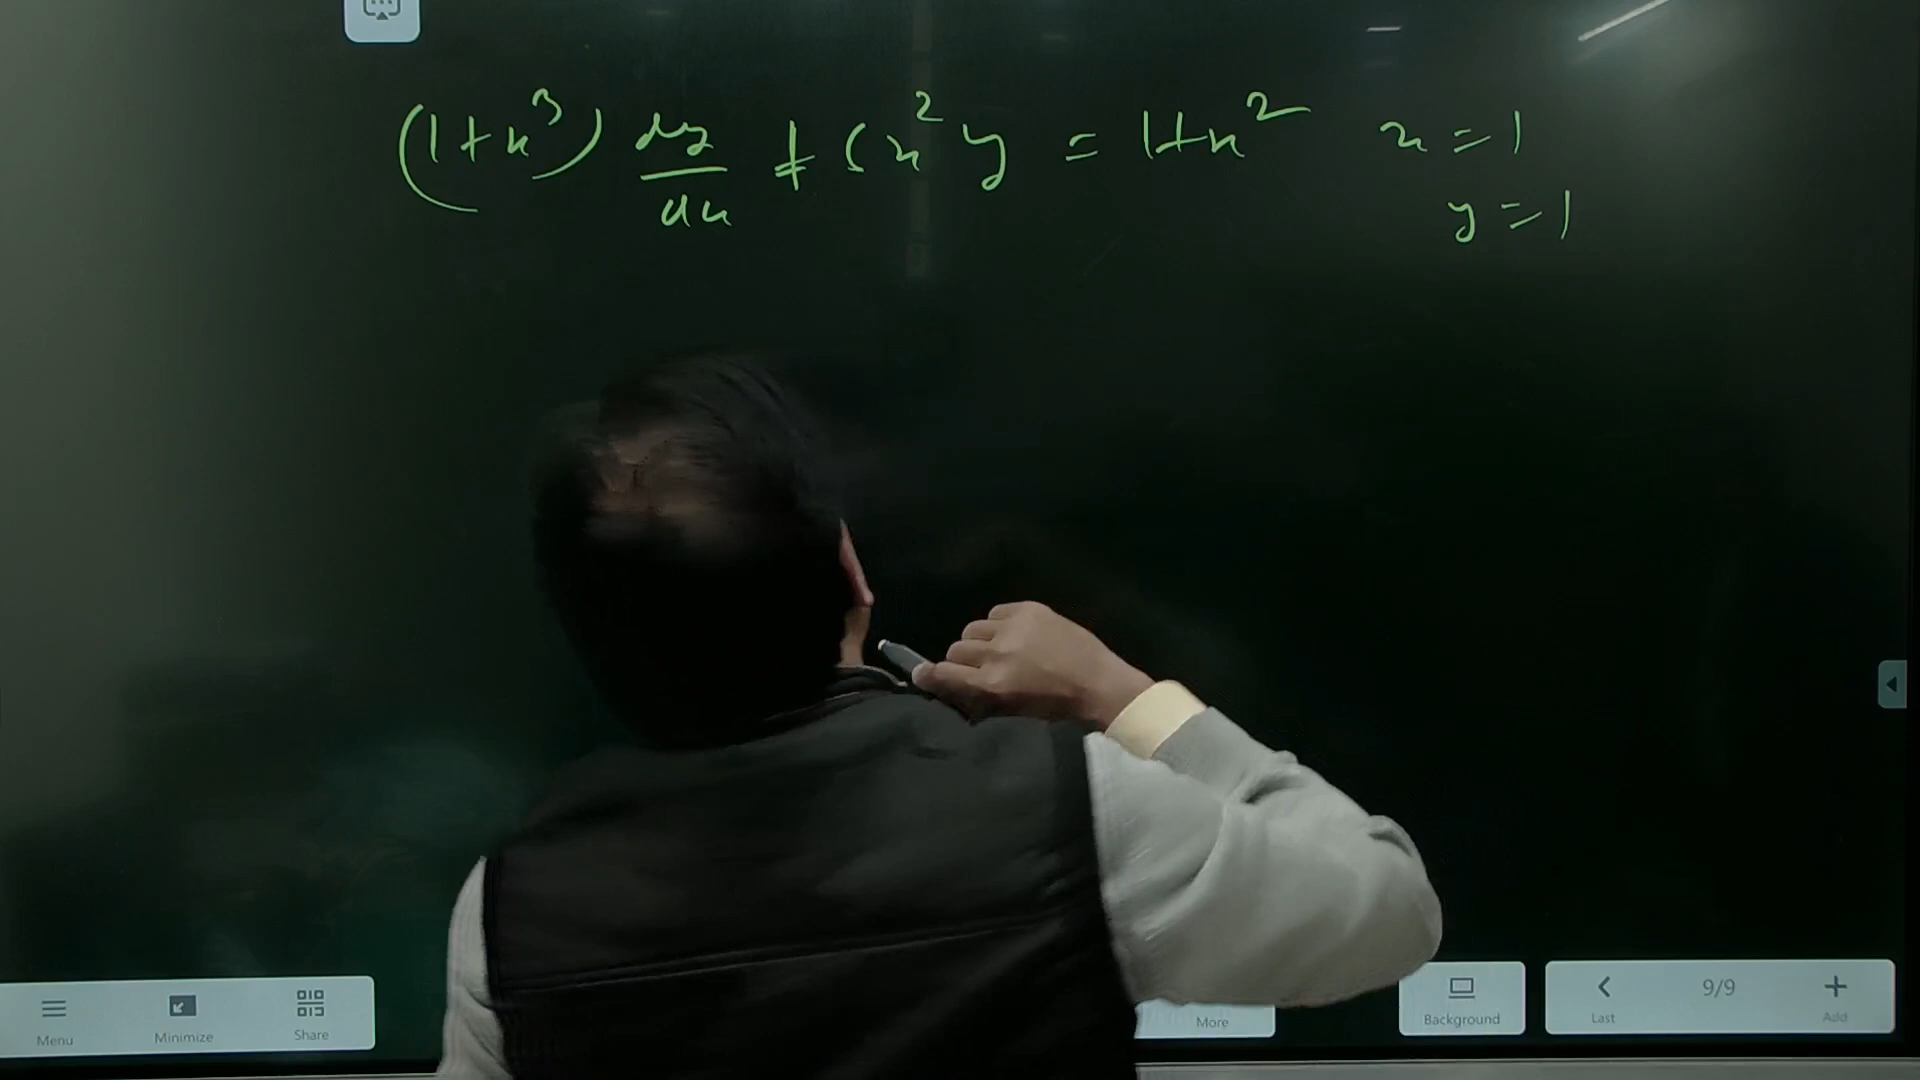 (1+x³) dy/dx + 6x²y = 1+x² x=1
y=1
Menu
Minimize
Share
More
Background
Last
9/9
Add